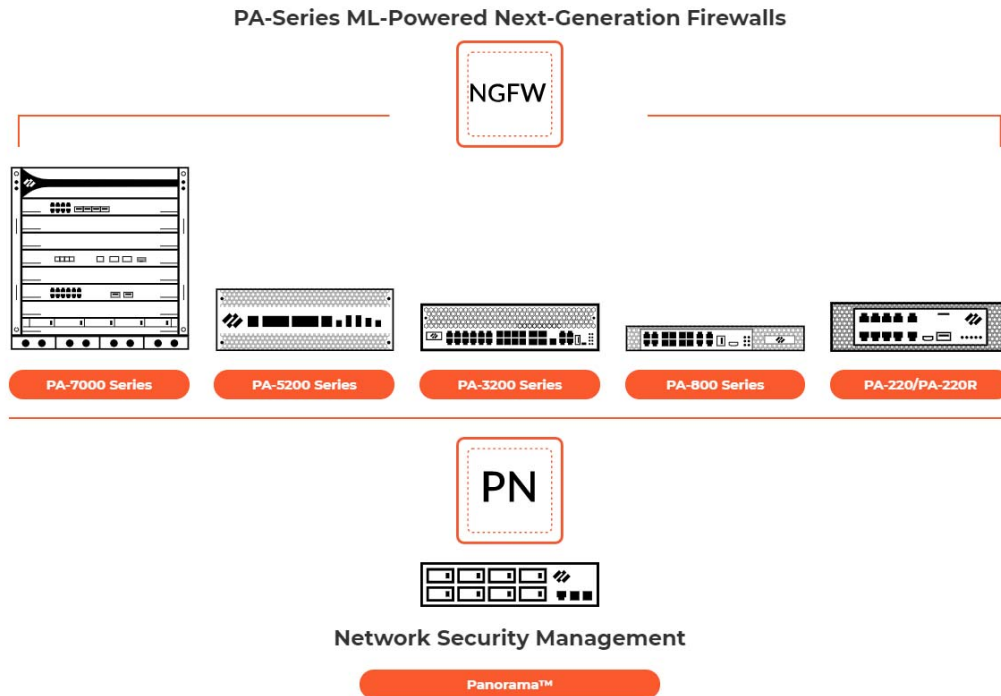 PA-Series ML-Powered Next-Generation Firewalls
NGFW
PA-7000 Series
PA-5200 Series
PA-3200 Series
PA-800 Series
PA-220/PA-220R
PN
Network Security Management
Panorama™